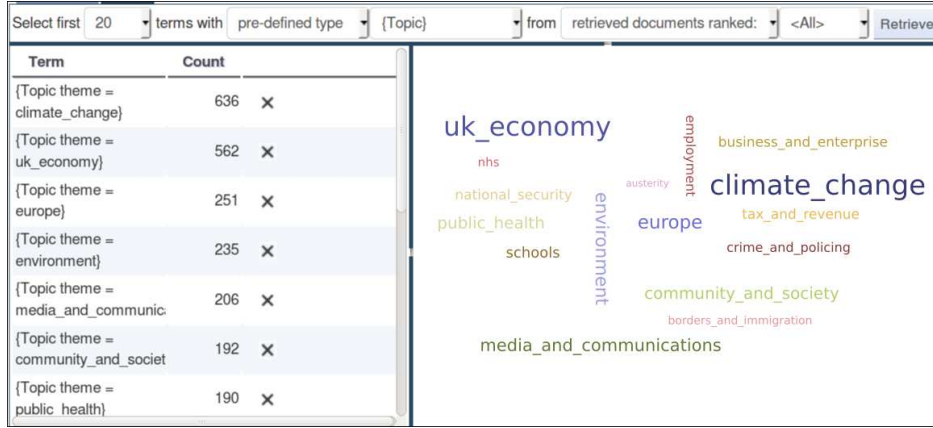 Select first 20 terms with pre-defined type {Topic} from retrieved documents ranked: <All> Retrieve
Term Count
{Topic theme =
climate_change} 636
{Topic theme =
uk_economy} 562
{Topic theme =
europe} 251
{Topic theme =
environment} 235
{Topic theme =
media_and_communic 206
{Topic theme =
community_and_societ 192
{Topic theme =
public_health} 190
uk_economy
employment
business_and_enterprise
nhs
climate_change
austerity
national_security
environment
tax_and_revenue
public_health
europe
schools
crime_and_policing
community_and_society
borders_and_immigration
media_and_communications